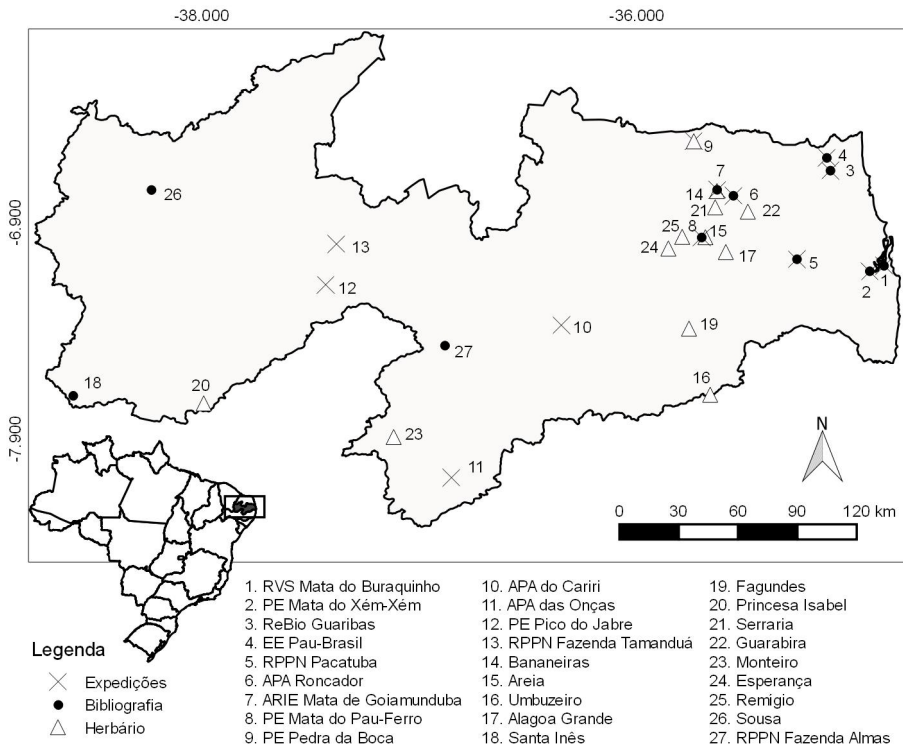 -38.000 -36.000
9
4
3
7
26
14
6
-6.900
21
22
25
8
15
13
24
17
5
1
12
2
10
19
27
18
20
16
23
-7.900
11
N
0 30 60 90 120 km
Legenda
Expedições
Bibliografia
Herbário
1. RVS Mata do Buraquinho
2. PE Mata do Xém-Xém
3. ReBio Guaribas
4. EE Pau-Brasil
5. RPPN Pacatuba
6. APA Roncador
7. ARIE Mata de Goiamunduba
8. PE Mata do Pau-Ferro
9. PE Pedra da Boca
10. APA do Cariri
11. APA das Onças
12. PE Pico do Jabre
13. RPPN Fazenda Tamanduá
14. Bananeiras
15. Areia
16. Umbuzeiro
17. Alagoa Grande
18. Santa Inês
19. Fagundes
20. Princesa Isabel
21. Serraria
22. Guarabira
23. Monteiro
24. Esperança
25. Remígio
26. Sousa
27. RPPN Fazenda Almas